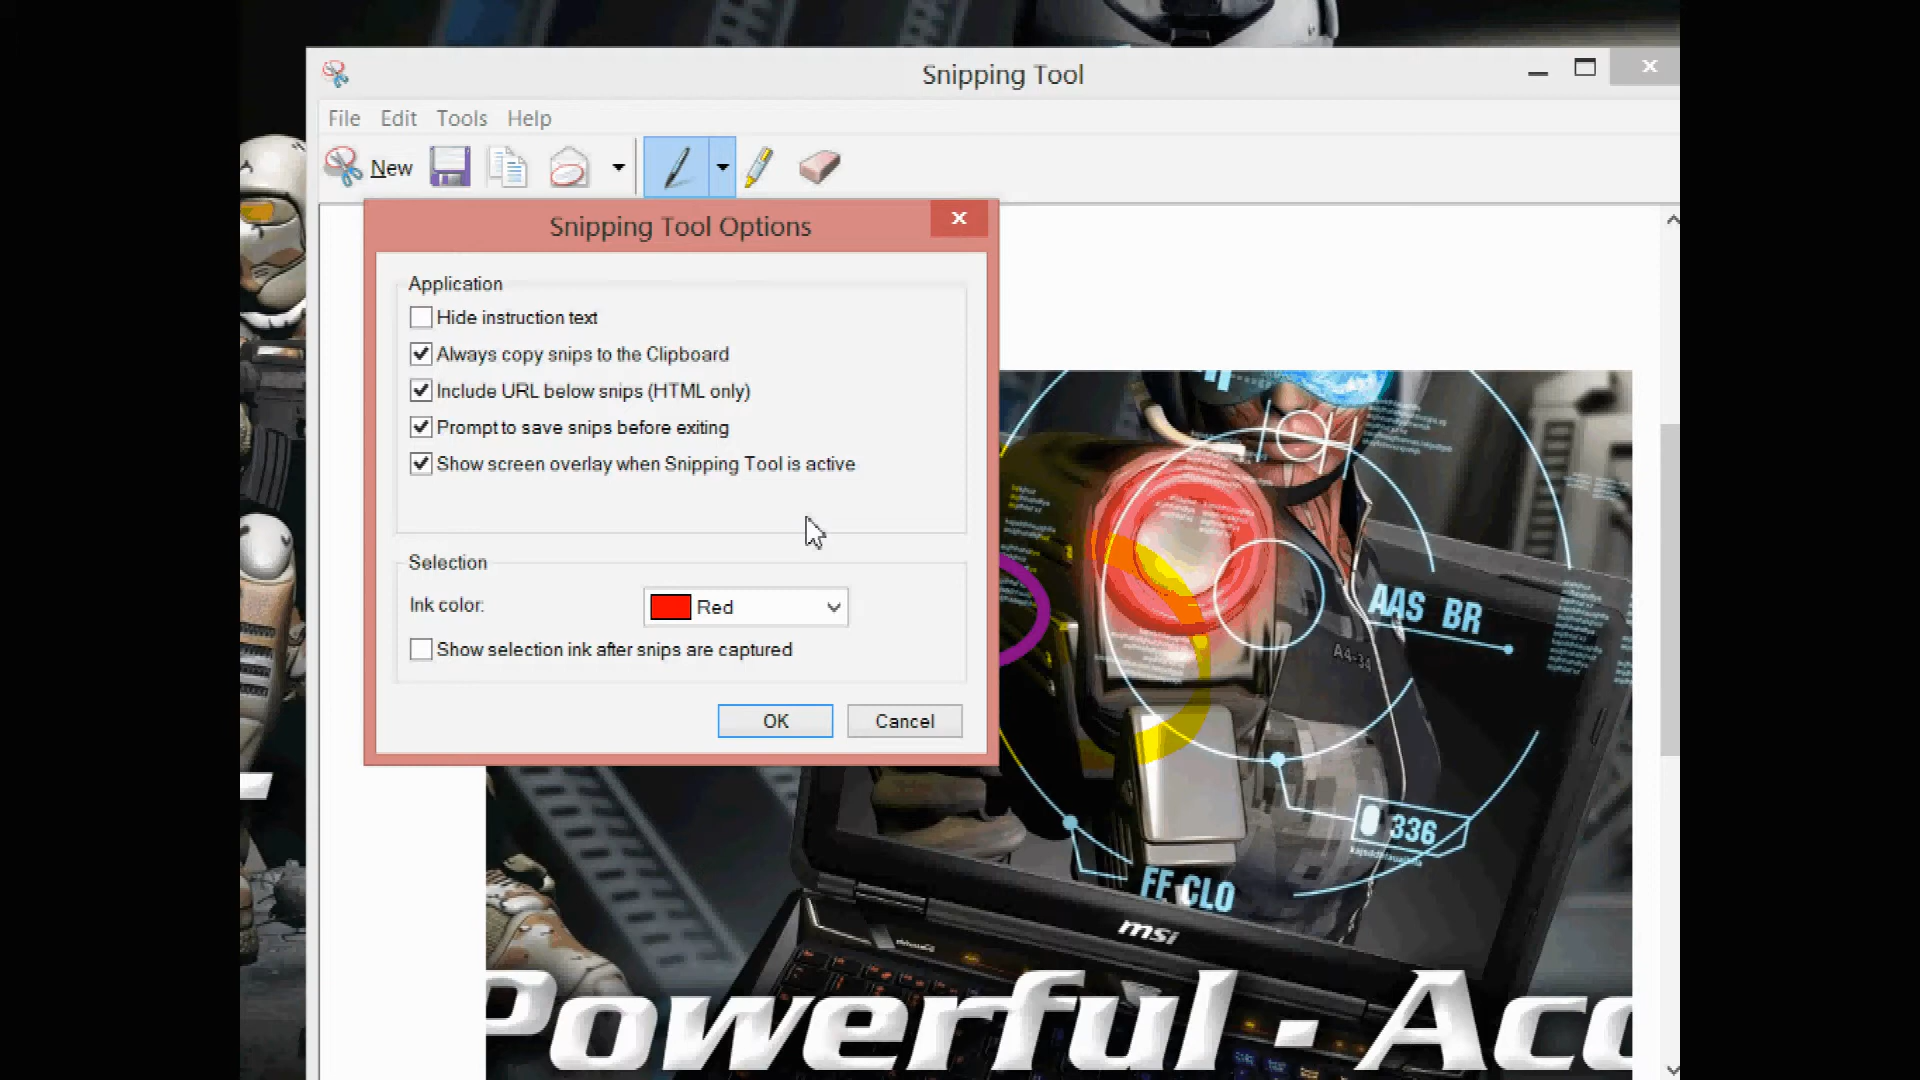 Snipping Tool
File Edit Tools Help
New
Snipping Tool Options
Application
Hide instruction text
Always copy snips to the Clipboard
Include URL below snips (HTML only)
Prompt to save snips before exiting
Show screen overlay when Snipping Tool is active
Selection
Ink color: Red
Show selection ink after snips are captured
OK Cancel
AAS BR
A4-34
336
FF CLO
msi
Powerful - Acc